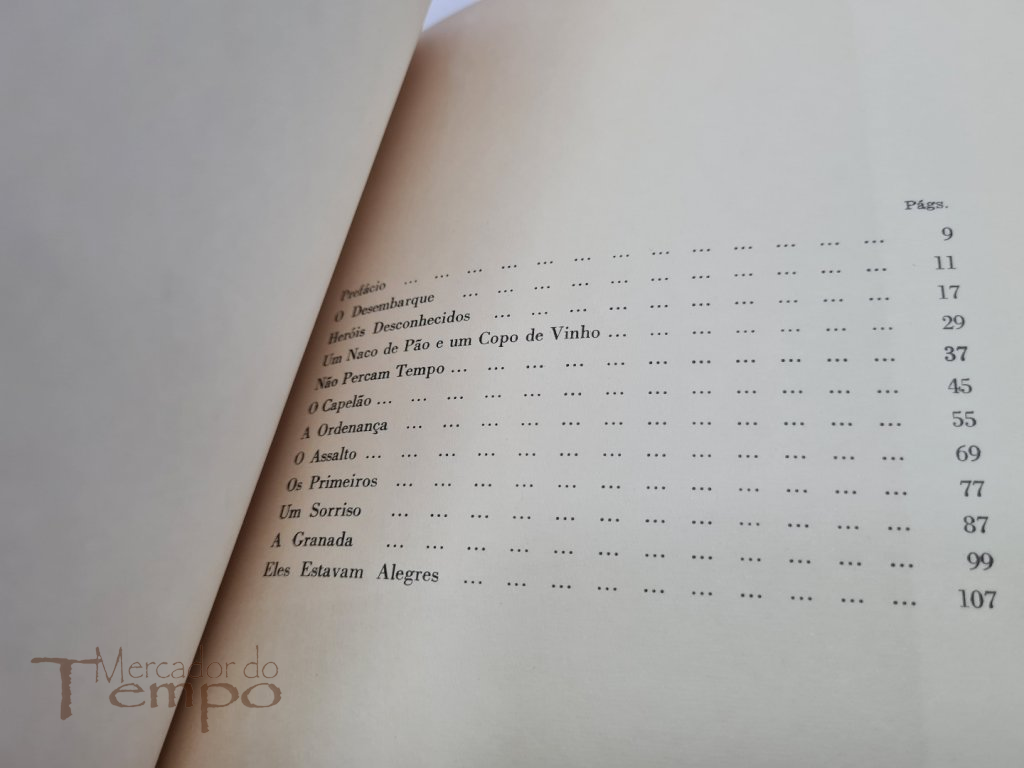 Págs.
Prefácio ... ... ... ... ... ... ... ... ... ... ... ... 9
O Desembarque ... ... ... ... ... ... ... ... ... ... ... 11
Heróis Desconhecidos ... ... ... ... ... ... ... ... ... ... 17
Um Naco de Pão e um Copo de Vinho ... ... ... ... ... ... ... 29
Não Percam Tempo ... ... ... ... ... ... ... ... ... ... ... 37
O Capelão ... ... ... ... ... ... ... ... ... ... ... ... ... 45
A Ordenança ... ... ... ... ... ... ... ... ... ... ... ... 55
O Assalto ... ... ... ... ... ... ... ... ... ... ... ... ... 69
Os Primeiros ... ... ... ... ... ... ... ... ... ... ... ... 77
Um Sorriso ... ... ... ... ... ... ... ... ... ... ... ... 87
A Granada ... ... ... ... ... ... ... ... ... ... ... ... 99
Eles Estavam Alegres ... ... ... ... ... ... ... ... ... ... 107
Mercador do
Tempo